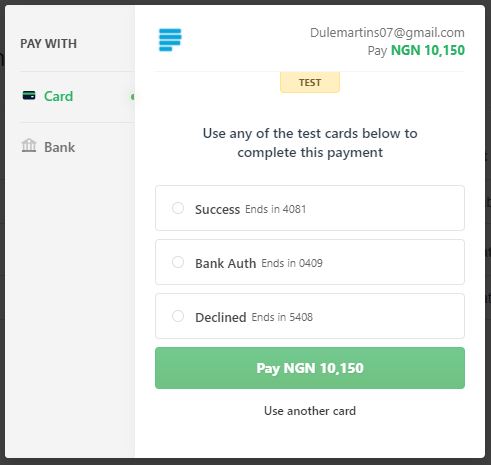 PAY WITH
Card
Bank
Dulemartins07@gmail.com
Pay NGN 10,150
TEST
Use any of the test cards below to
complete this payment
Success Ends in 4081
Bank Auth Ends in 0409
Declined Ends in 5408
Pay NGN 10,150
Use another card